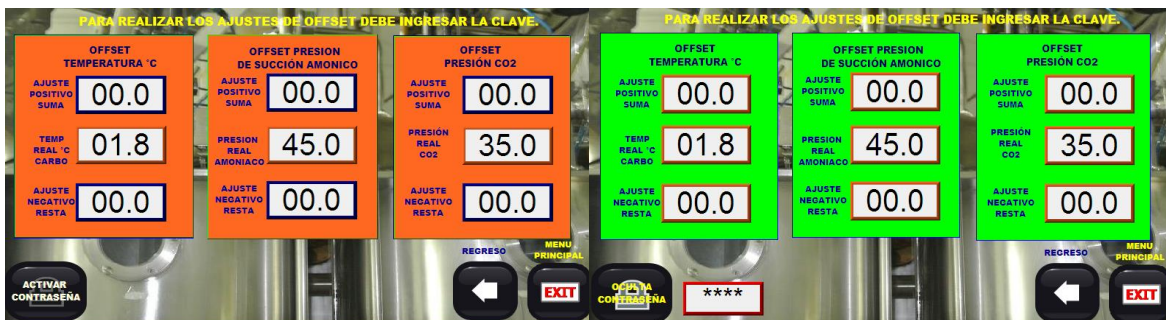 PARA REALIZAR LOS AJUSTES DE OFFSET DEBE INGRESAR LA CLAVE.
OFFSET
TEMPERATURA °C
AJUSTE
POSITIVO
SUMA
00.0
TEMP
REAL °C
CARBO
01.8
AJUSTE
NEGATIVO
RESTA
00.0
OFFSET PRESION
DE SUCCIÓN AMONICO
AJUSTE
POSITIVO
SUMA
00.0
PRESION
REAL
AMONIACO
45.0
AJUSTE
NEGATIVO
RESTA
00.0
OFFSET
PRESIÓN CO2
AJUSTE
POSITIVO
SUMA
00.0
PRESIÓN
REAL
CO2
35.0
AJUSTE
NEGATIVO
RESTA
00.0
ACTIVAR
CONTRASEÑA
REGRESO
MENU
PRINCIPAL
EXIT
PARA REALIZAR LOS AJUSTES DE OFFSET DEBE INGRESAR LA CLAVE.
OFFSET
TEMPERATURA °C
AJUSTE
POSITIVO
SUMA
00.0
TEMP
REAL °C
CARBO
01.8
AJUSTE
NEGATIVO
RESTA
00.0
OFFSET PRESION
DE SUCCIÓN AMONICO
AJUSTE
POSITIVO
SUMA
00.0
PRESION
REAL
AMONIACO
45.0
AJUSTE
NEGATIVO
RESTA
00.0
OFFSET
PRESIÓN CO2
AJUSTE
POSITIVO
SUMA
00.0
PRESIÓN
REAL
CO2
35.0
AJUSTE
NEGATIVO
RESTA
00.0
OCULTA
CONTRASEÑA
****
REGRESO
MENU
PRINCIPAL
EXIT